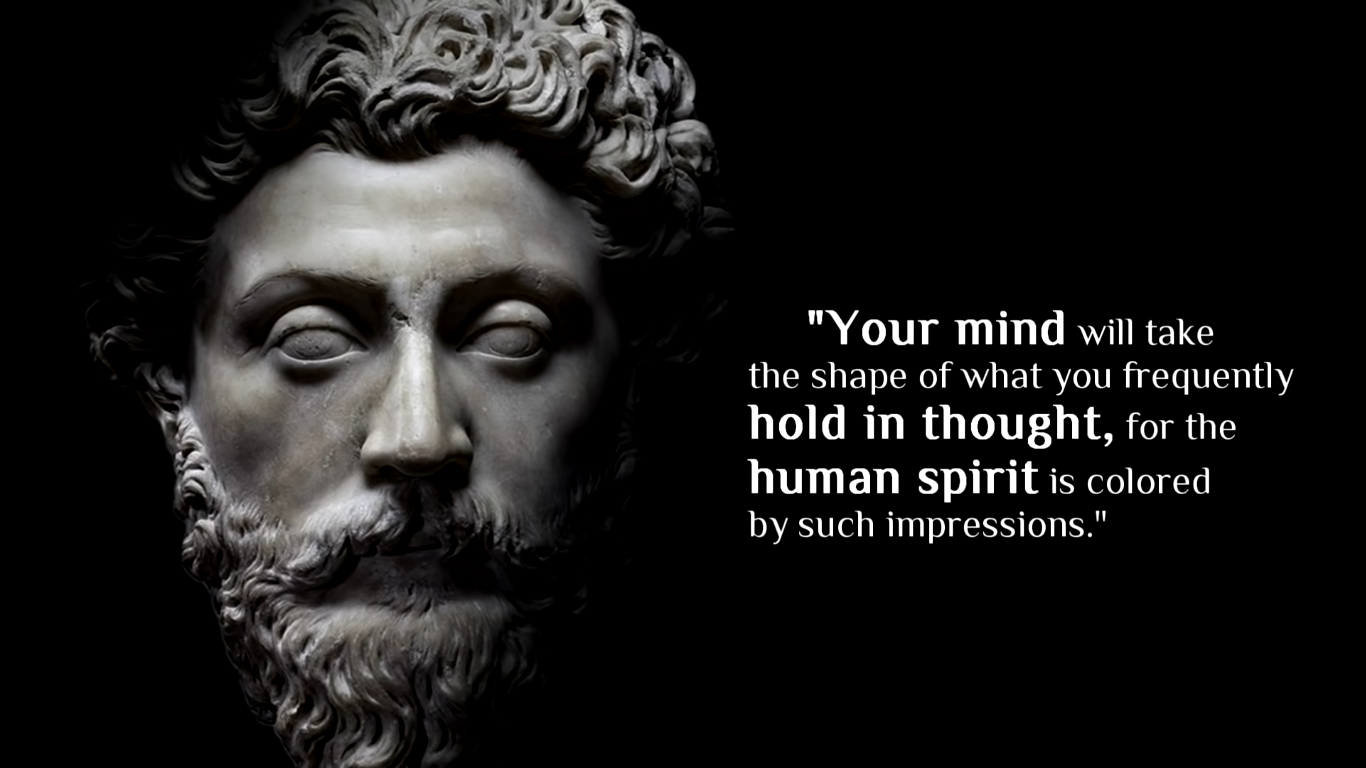 "Your mind will take
the shape of what you frequently
hold in thought, for the
human spirit is colored
by such impressions."